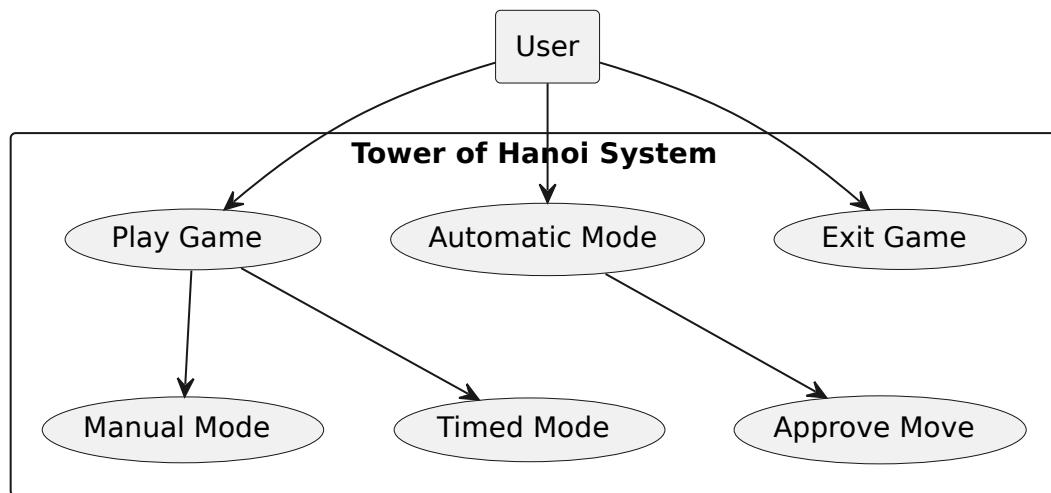 User
Tower of Hanoi System
Play Game
Automatic Mode
Exit Game
Manual Mode
Timed Mode
Approve Move